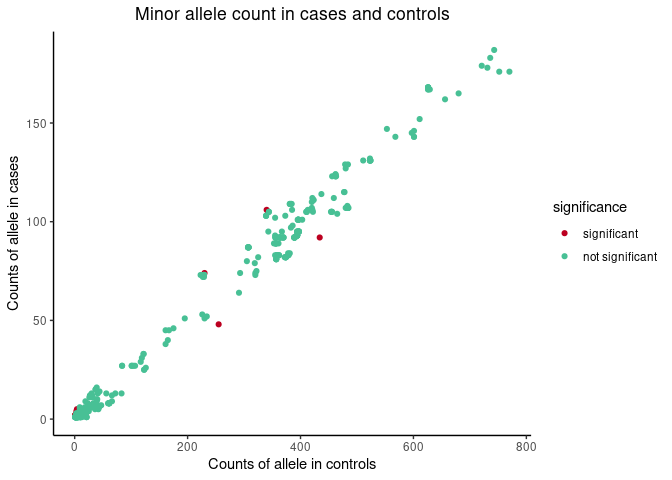 Minor allele count in cases and controls
Counts of allele in cases
150
100
50
0
0 200 400 600 800
Counts of allele in controls
significance
significant
not significant